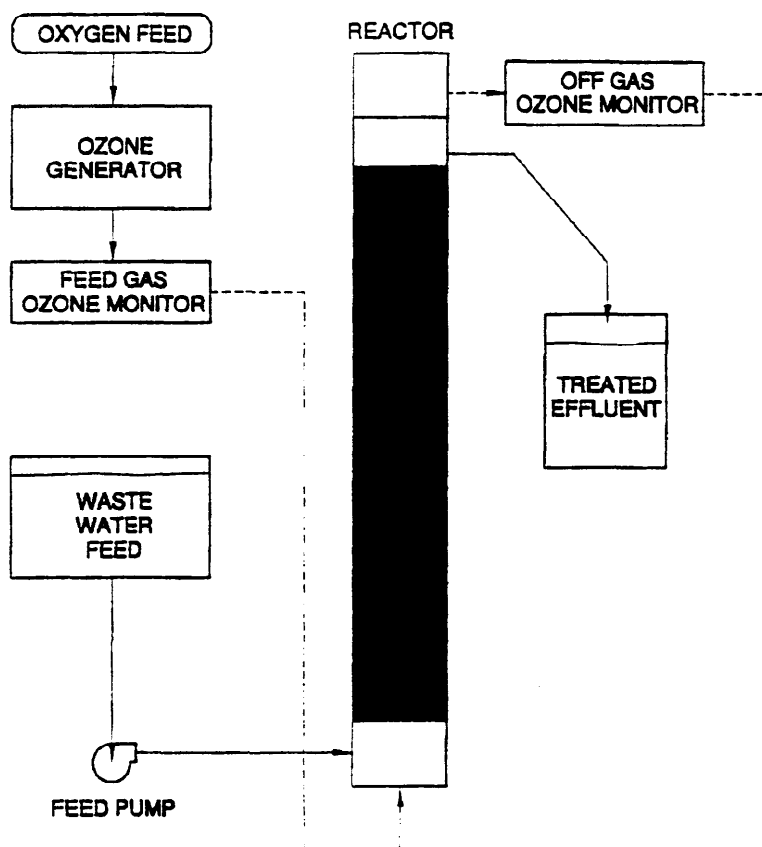 OXYGEN FEED
REACTOR
OFF GAS
OZONE MONITOR
OZONE
GENERATOR
FEED GAS
OZONE MONITOR
TREATED
EFFLUENT
WASTE
WATER
FEED
FEED PUMP